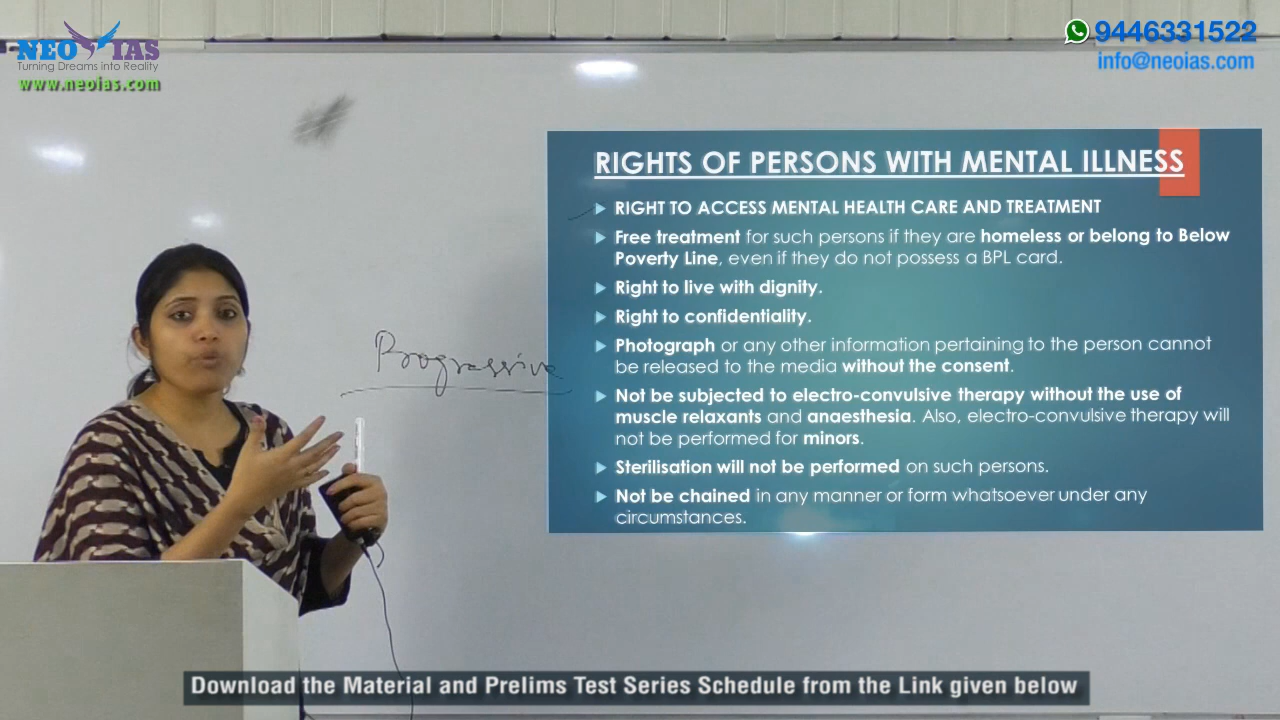 NEO IAS
Turning Dreams into Reality
www.neoias.com
9446331522
info@neoias.com
RIGHTS OF PERSONS WITH MENTAL ILLNESS
RIGHT TO ACCESS MENTAL HEALTH CARE AND TREATMENT
Free treatment for such persons if they are homeless or belong to Below
Poverty Line, even if they do not possess a BPL card.
Right to live with dignity.
Right to confidentiality.
Photograph or any other information pertaining to the person cannot
be released to the media without the consent.
Not be subjected to electro-convulsive therapy without the use of
muscle relaxants and anaesthesia. Also, electro-convulsive therapy will
not be performed for minors.
Sterilisation will not be performed on such persons.
Not be chained in any manner or form whatsoever under any
circumstances.
Progressive
Download the Material and Prelims Test Series Schedule from the Link given below